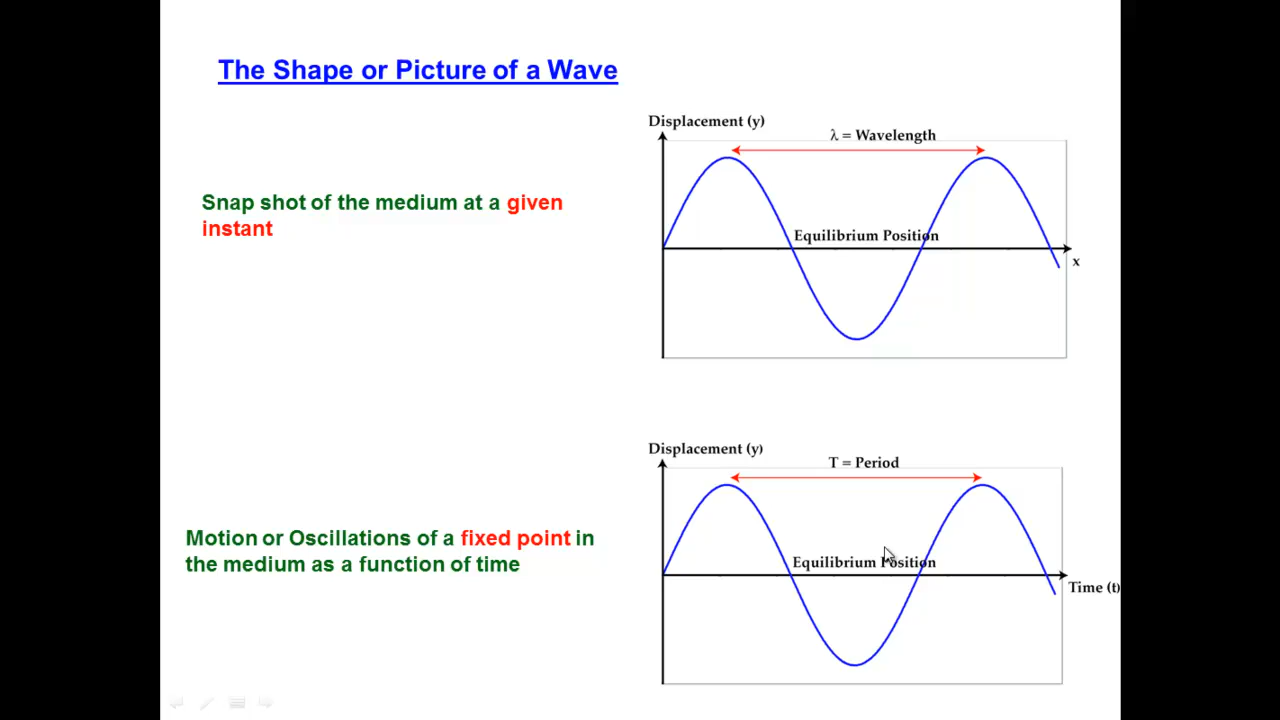 The Shape or Picture of a Wave
Displacement (y)
λ = Wavelength
Snap shot of the medium at a given
instant
Equilibrium Position
x
Displacement (y)
T = Period
Motion or Oscillations of a fixed point in
the medium as a function of time
Equilibrium Position
Time (t)